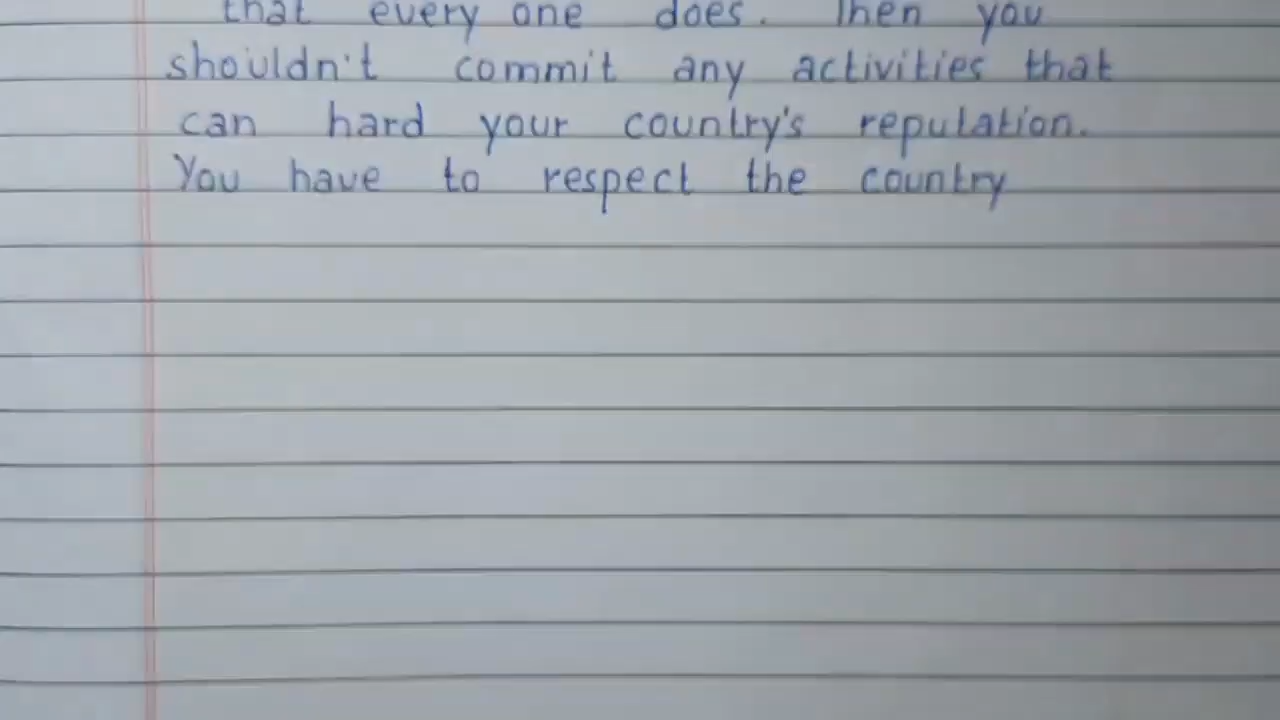 that every one does. Then you
shouldn't commit any activities that
can hard your country's reputation.
You have to respect the country